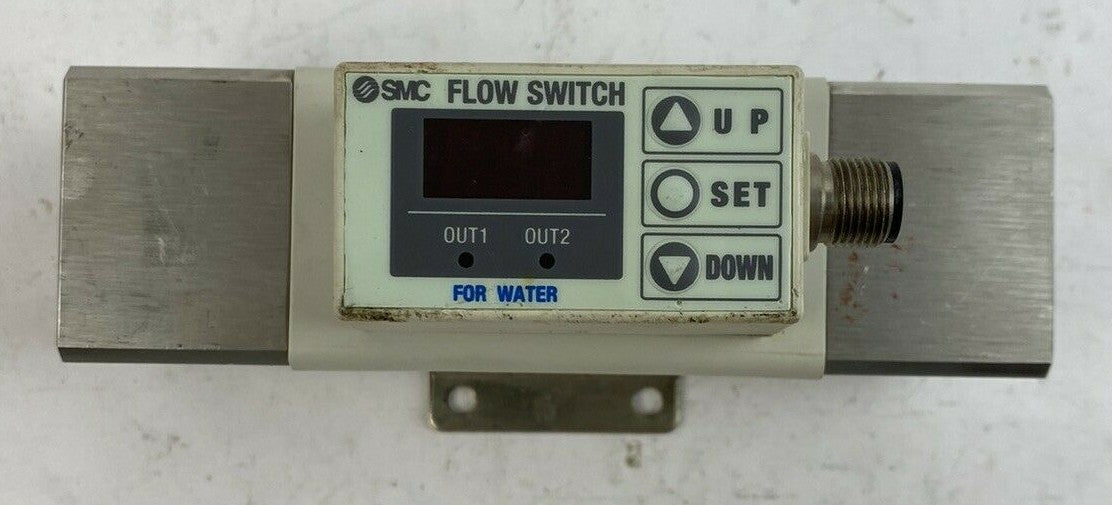 SMC FLOW SWITCH
OUT1 OUT2
FOR WATER
UP
SET
DOWN